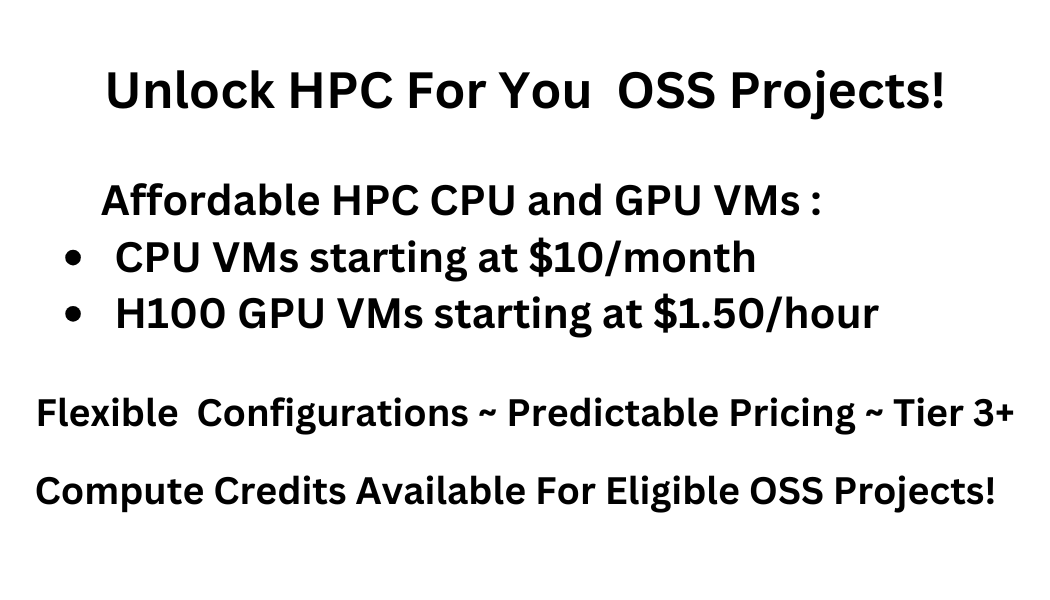 Unlock HPC For You  OSS Projects!
Affordable HPC CPU and GPU VMs :
• CPU VMs starting at $10/month
• H100 GPU VMs starting at $1.50/hour
Flexible  Configurations ~ Predictable Pricing ~ Tier 3+
Compute Credits Available For Eligible OSS Projects!